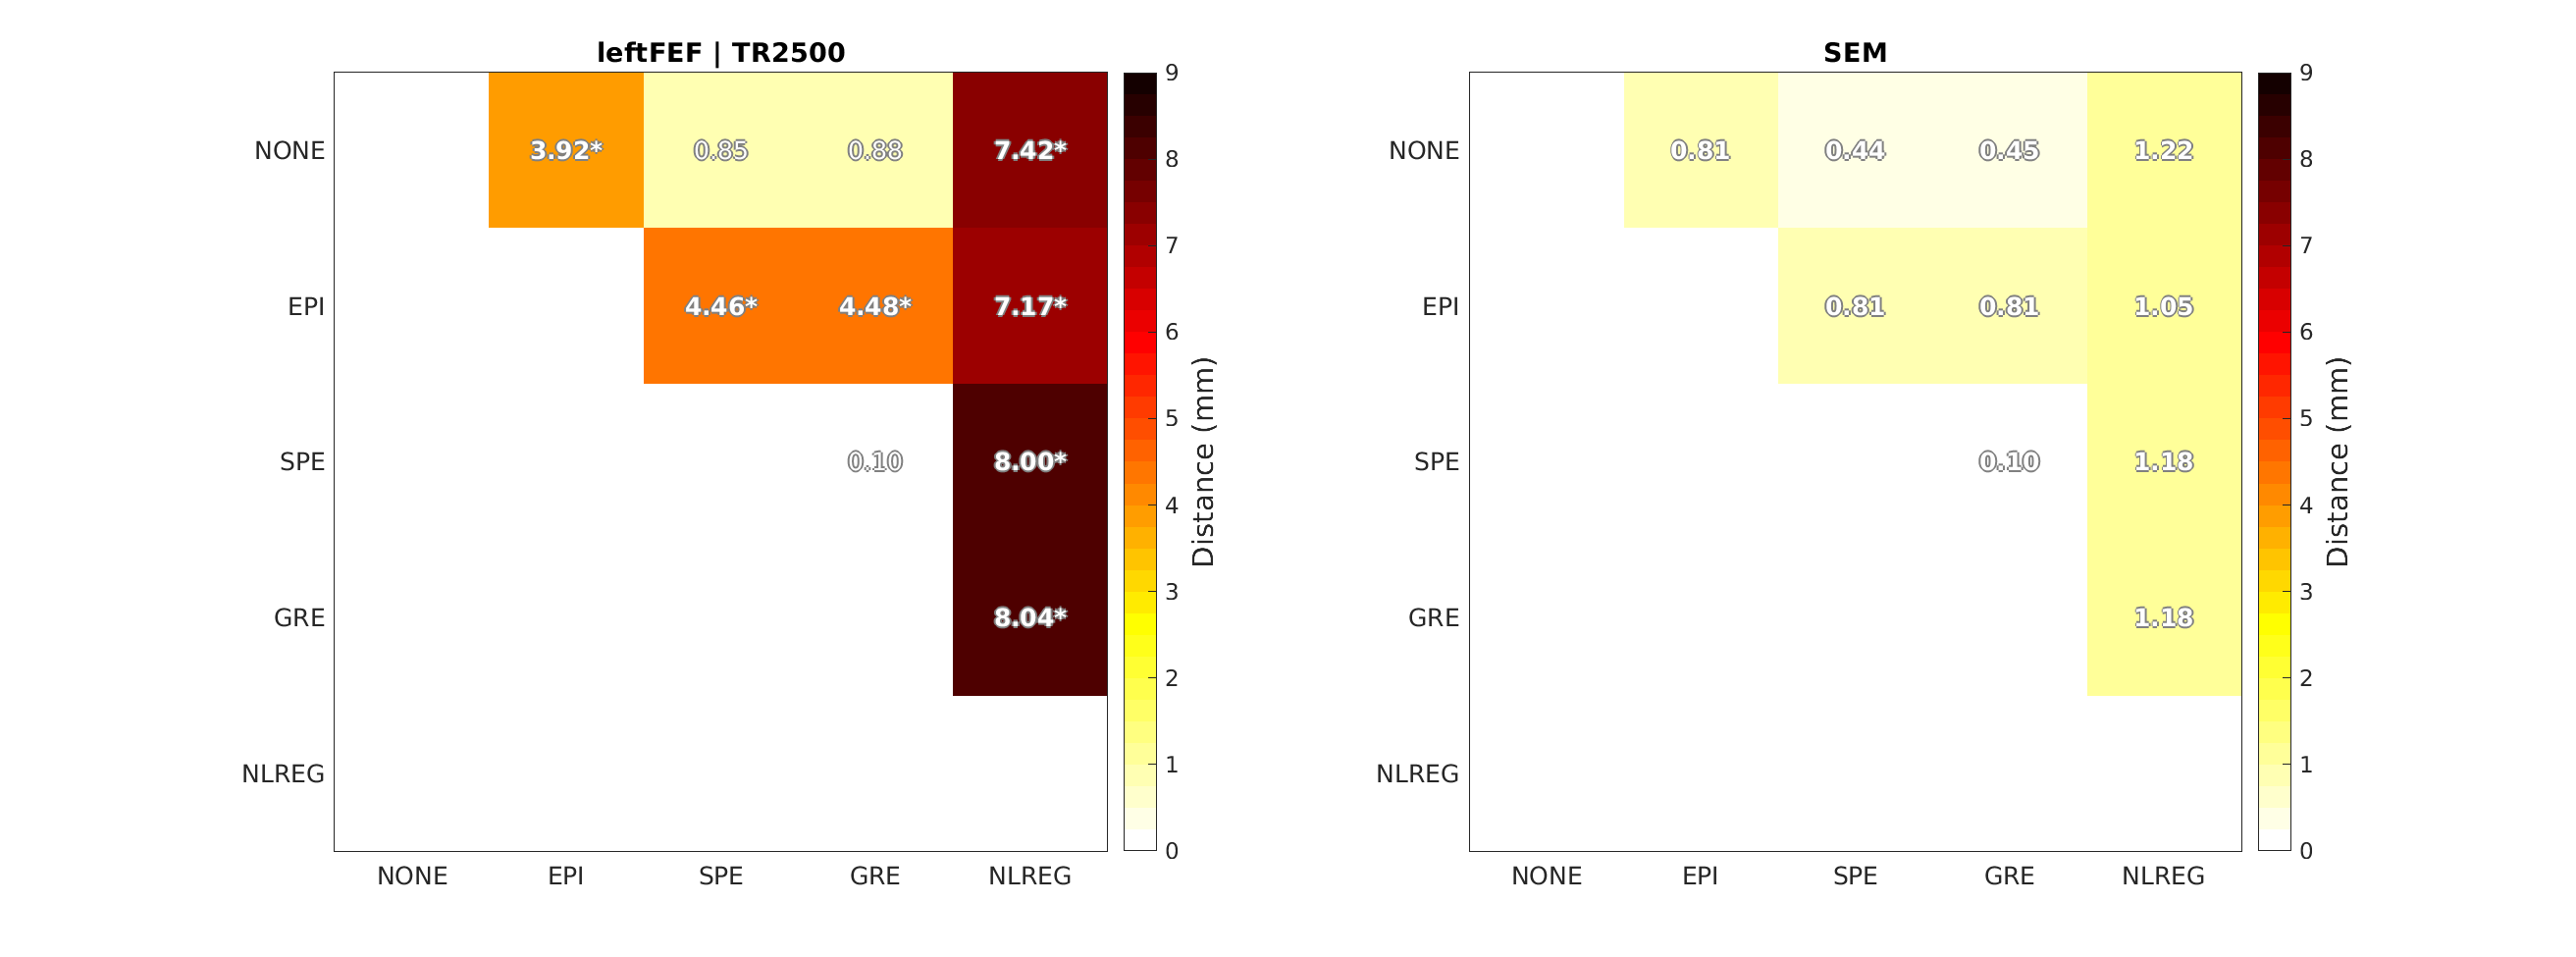 leftFEF | TR2500
NONE 3.92* 0.85 0.88 7.42*
EPI 4.46* 4.48* 7.17*
SPE 0.10 8.00*
GRE 8.04*
NLREG
NONE EPI SPE GRE NLREG
9
8
7
6
5
4
3
2
1
0
Distance (mm)
SEM
NONE 0.81 0.44 0.45 1.22
EPI 0.81 0.81 1.05
SPE 0.10 1.18
GRE 1.18
NLREG
NONE EPI SPE GRE NLREG
9
8
7
6
5
4
3
2
1
0
Distance (mm)